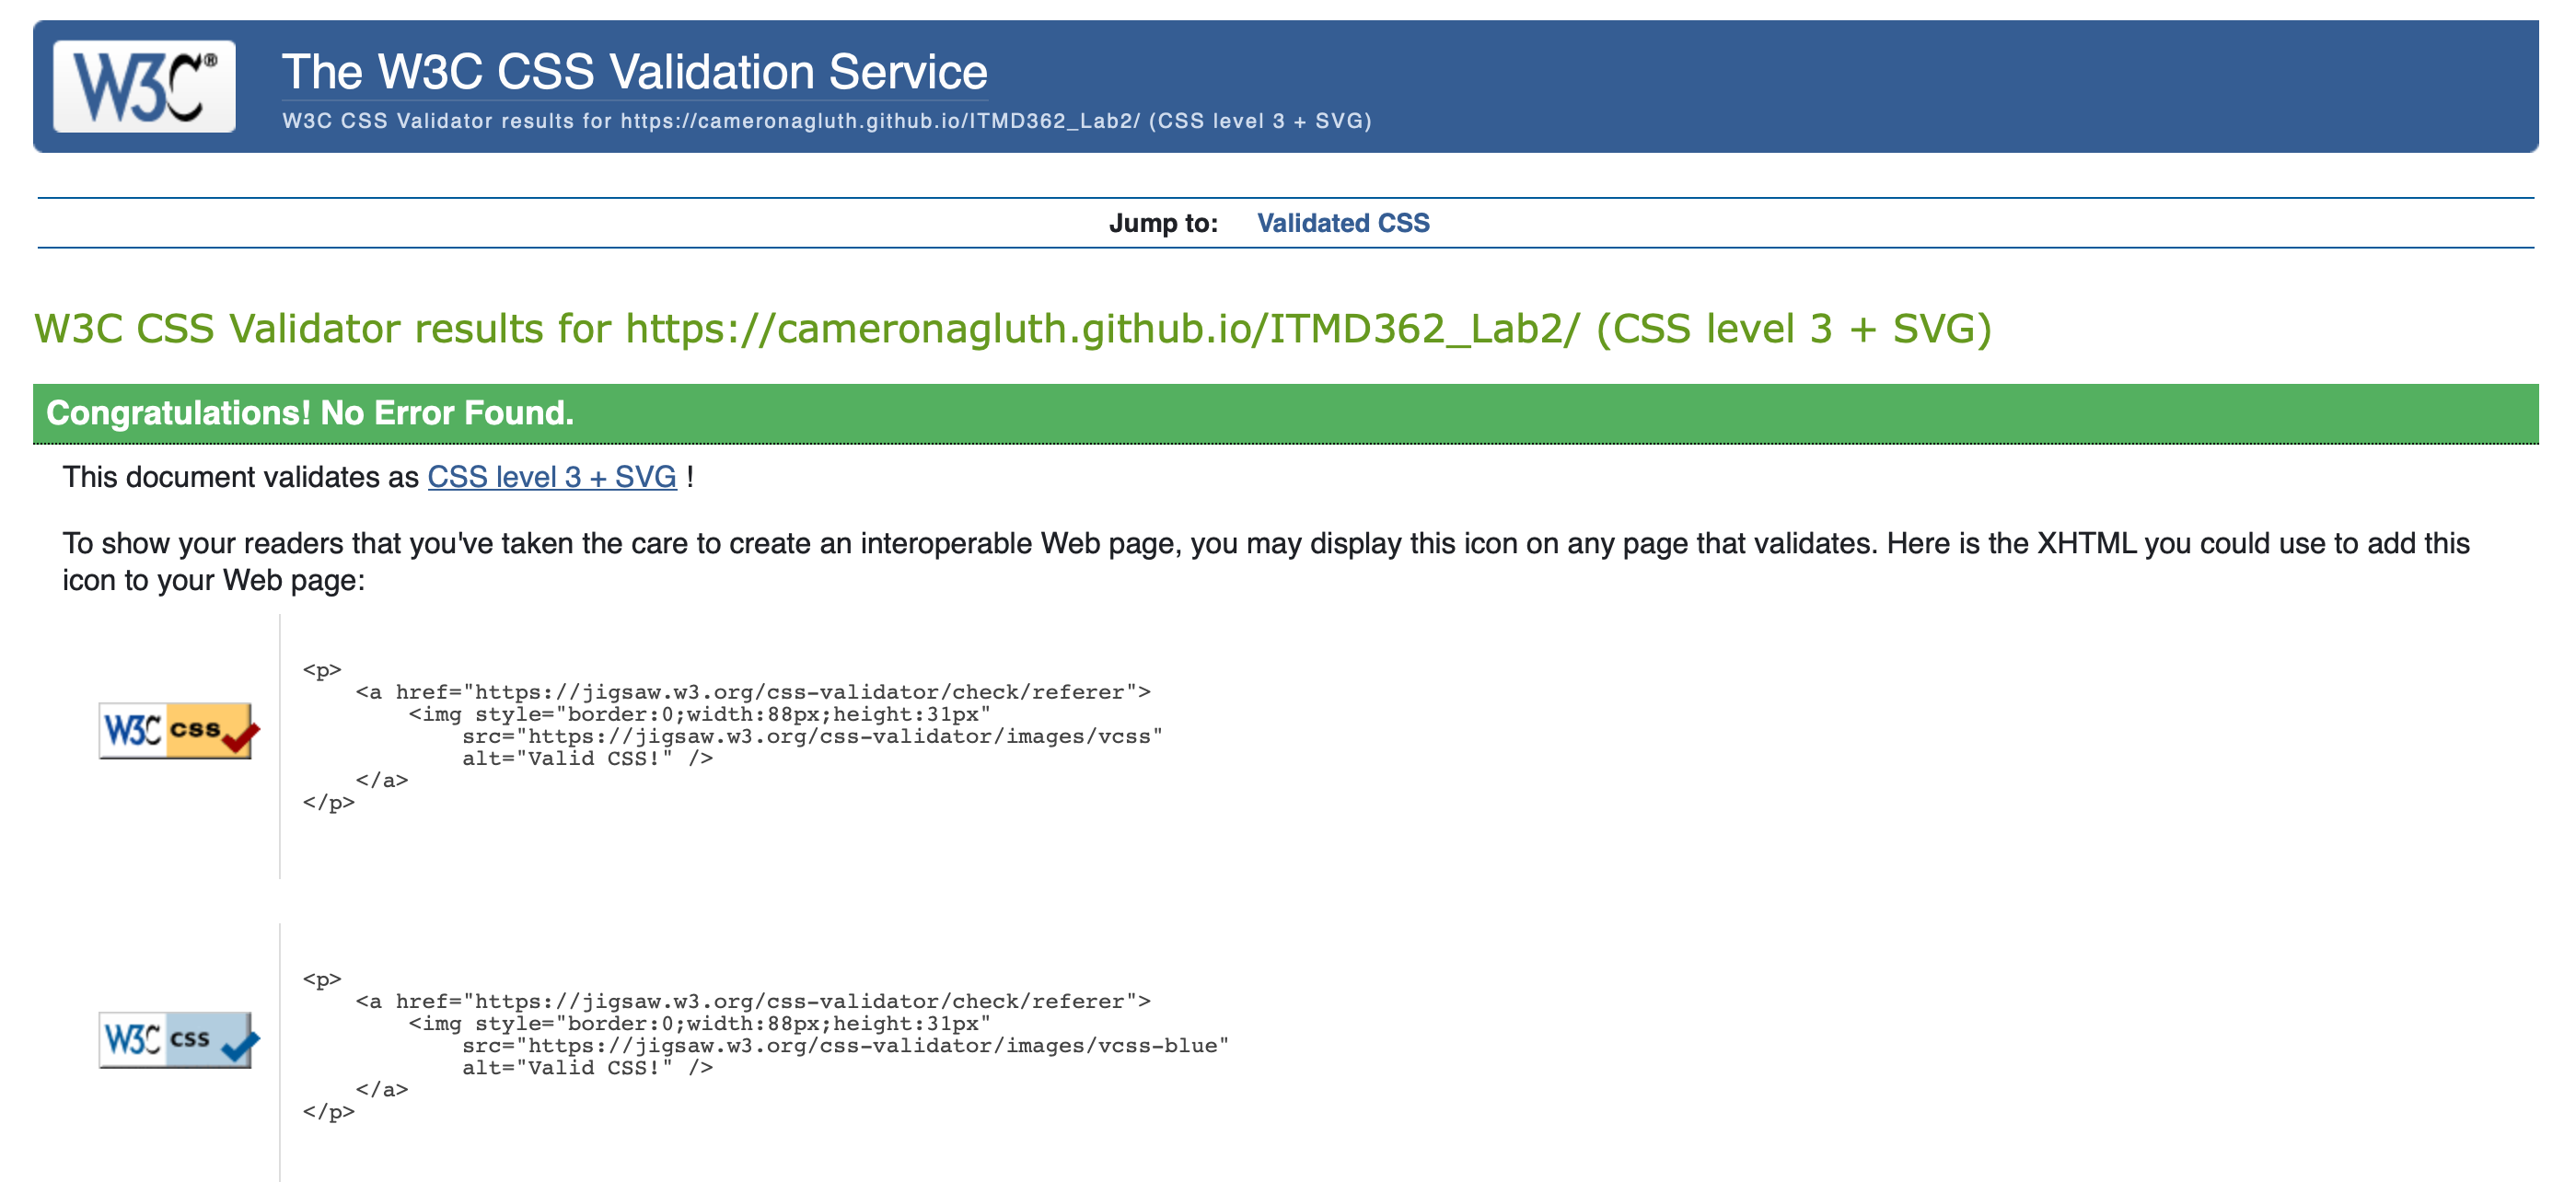 W3C®
The W3C CSS Validation Service
W3C CSS Validator results for https://cameronagluth.github.io/ITMD362_Lab2/ (CSS level 3 + SVG)
Jump to: Validated CSS
W3C CSS Validator results for https://cameronagluth.github.io/ITMD362_Lab2/ (CSS level 3 + SVG)
Congratulations! No Error Found.
This document validates as CSS level 3 + SVG !
To show your readers that you've taken the care to create an interoperable Web page, you may display this icon on any page that validates. Here is the XHTML you could use to add this
icon to your Web page:
W3C css
<p>
    <a href="https://jigsaw.w3.org/css-validator/check/referer">
        <img style="border:0;width:88px;height:31px"
            src="https://jigsaw.w3.org/css-validator/images/vcss"
            alt="Valid CSS!" />
    </a>
</p>
W3C css
<p>
    <a href="https://jigsaw.w3.org/css-validator/check/referer">
        <img style="border:0;width:88px;height:31px"
            src="https://jigsaw.w3.org/css-validator/images/vcss-blue"
            alt="Valid CSS!" />
    </a>
</p>